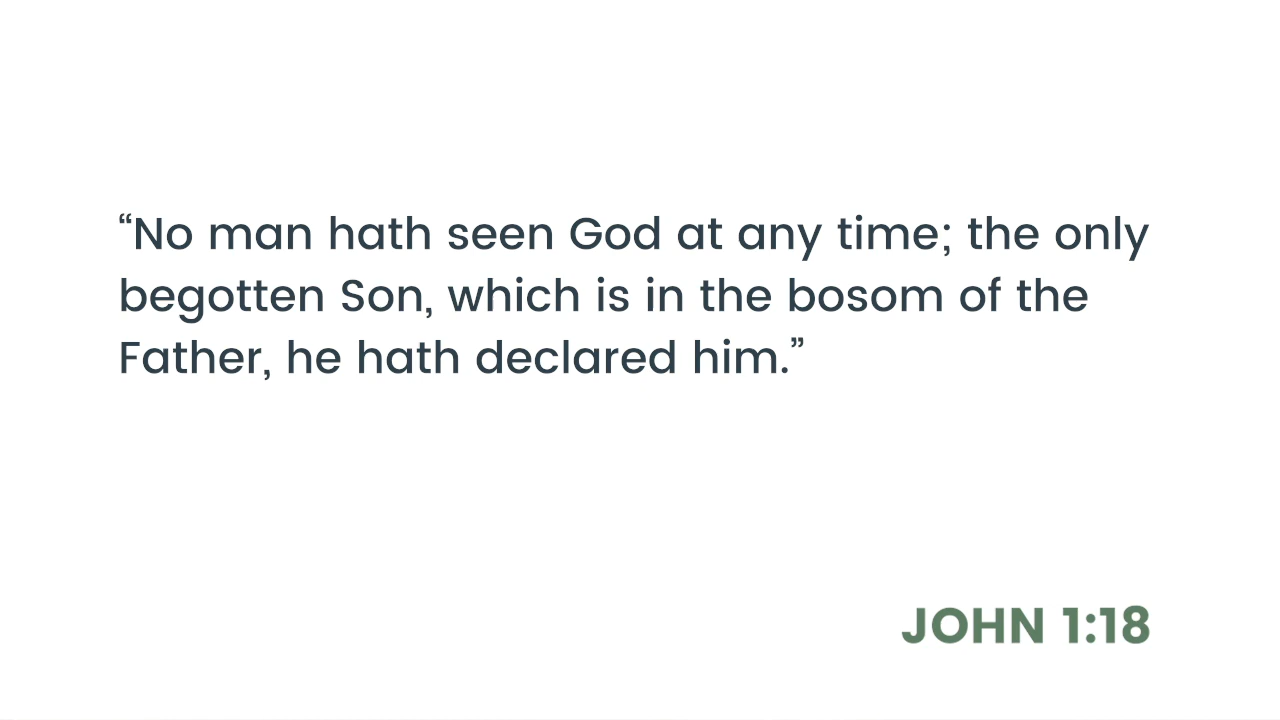 “No man hath seen God at any time; the only
begotten Son, which is in the bosom of the
Father, he hath declared him.”
JOHN 1:18